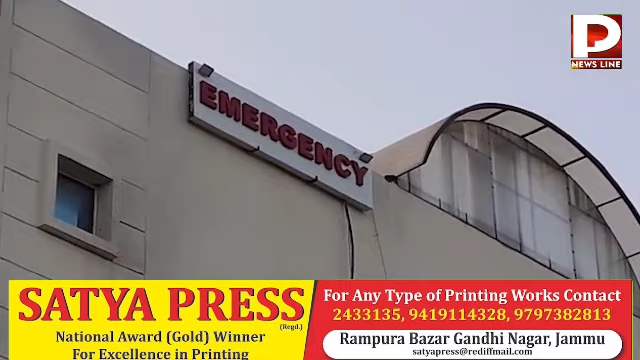 P
NEWS LINE
EMERGENCY
SATYA PRESS
(Regd.)
National Award (Gold) Winner
For Excellence in Printing
For Any Type of Printing Works Contact
2433135, 9419114328, 9797382813
Rampura Bazar Gandhi Nagar, Jammu
satyapress@rediffmail.com